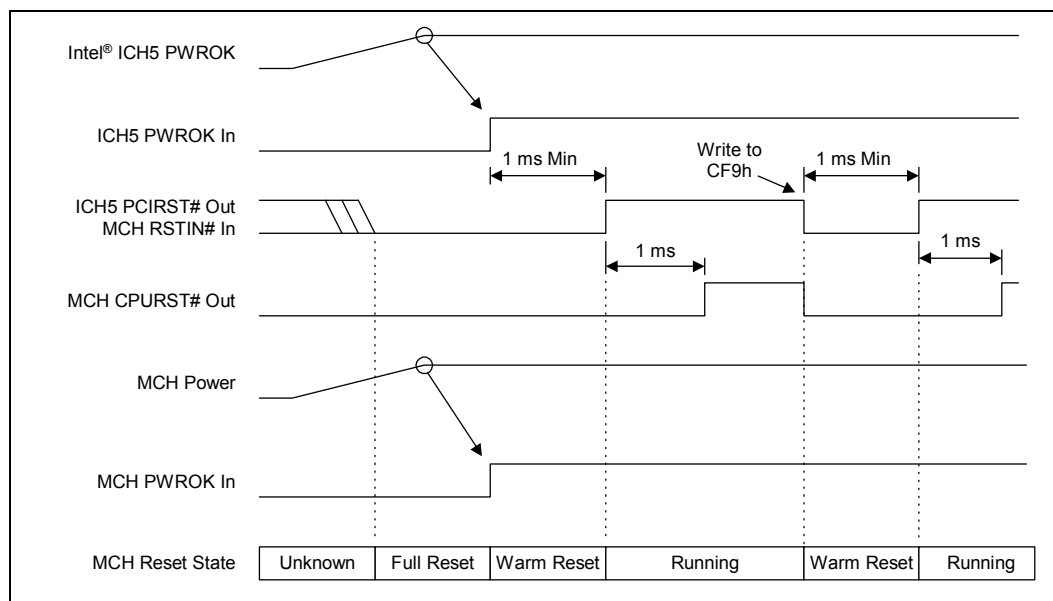 Intel® ICH5 PWROK
ICH5 PWROK In
1 ms Min
Write to
CF9h
1 ms Min
ICH5 PCIRST# Out
MCH RSTIN# In
1 ms
1 ms
MCH CPURST# Out
MCH Power
MCH PWROK In
MCH Reset State
Unknown
Full Reset
Warm Reset
Running
Warm Reset
Running